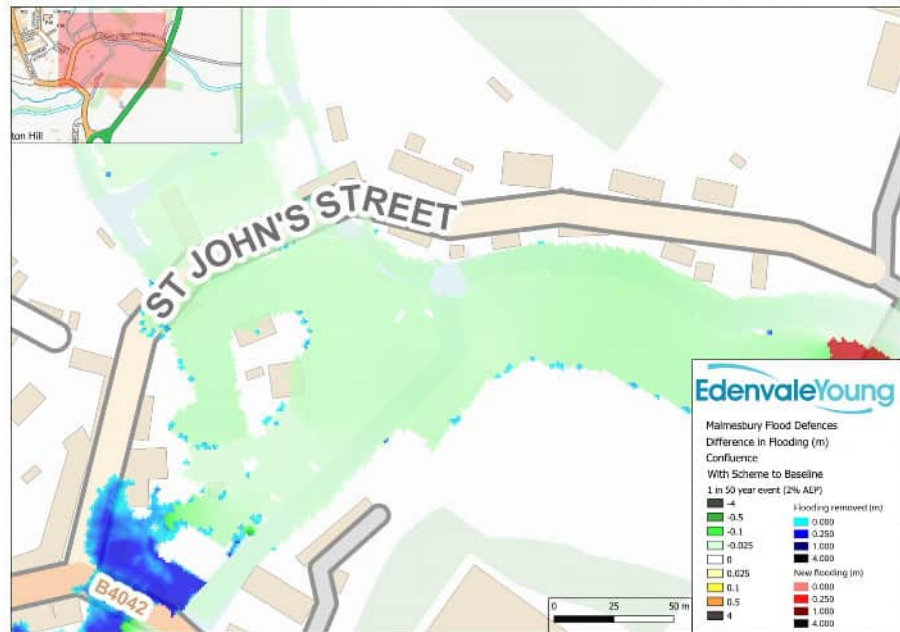 ton Hill
ST JOHN'S STREET
B4042
EdenvaleYoung
Malmesbury Flood Defences
Difference in Flooding (m)
Confluence
With Scheme to Baseline
1 in 50 year event (2% AEP)
-4
-0.5
-0.1
-0.025
0
0.025
0.1
0.5
4
Flooding removed (m)
0.000
0.250
1.000
4.000
New flooding (m)
0.000
0.250
1.000
4.000
0 25 50 m